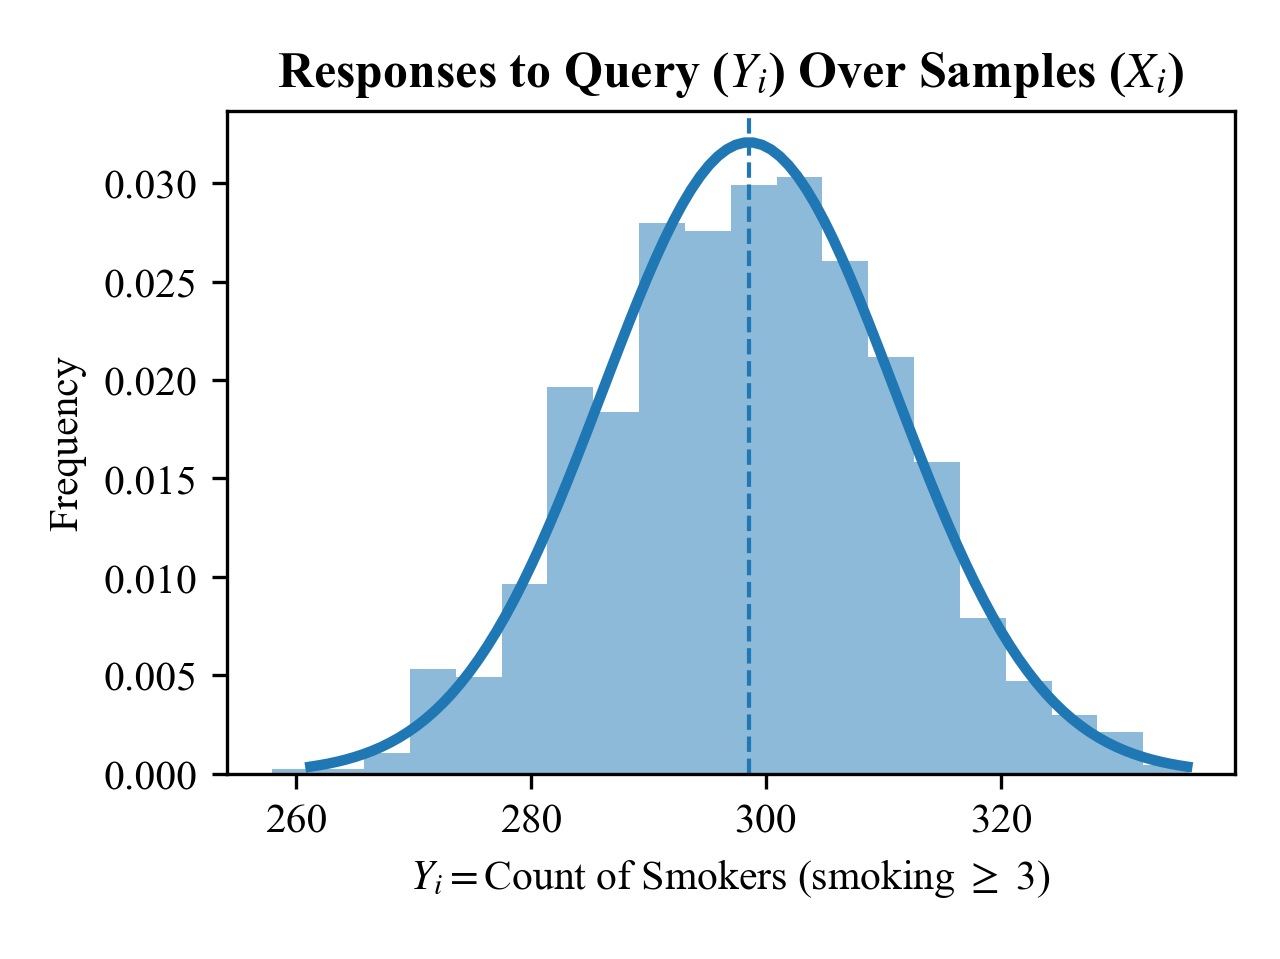 Responses to Query (Yᵢ) Over Samples (Xᵢ)
Frequency
0.030
0.025
0.020
0.015
0.010
0.005
0.000
260 280 300 320
Yᵢ = Count of Smokers (smoking ≥ 3)